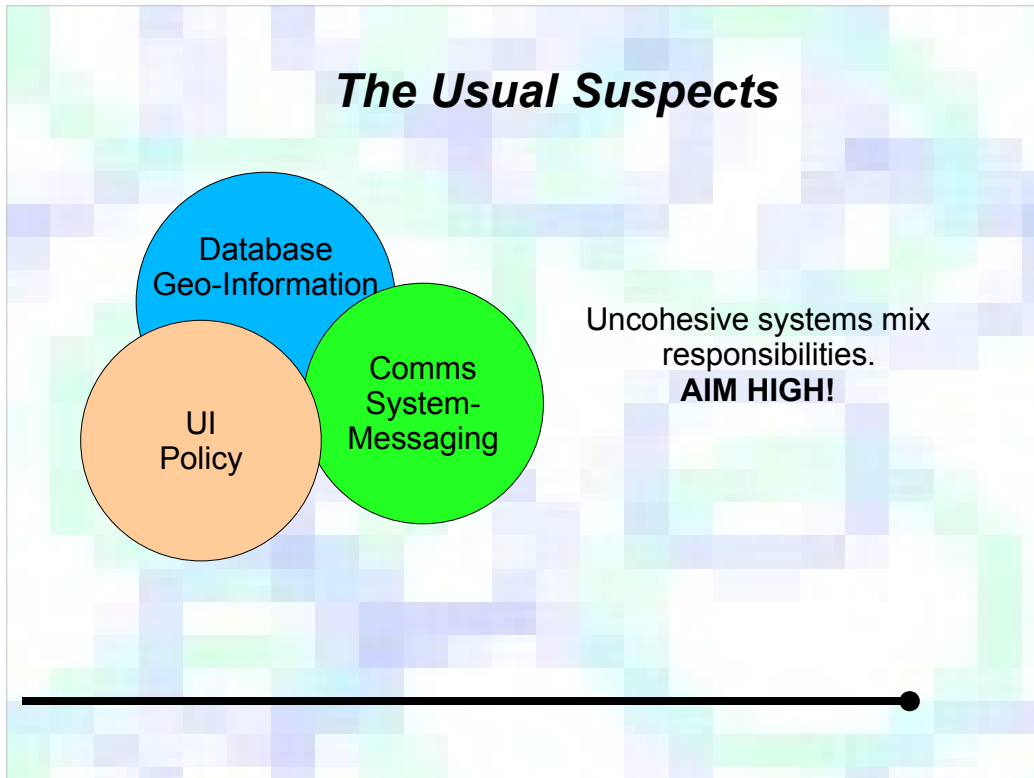 The Usual Suspects
Database
Geo-Information
Comms
System-
Messaging
UI
Policy
Uncohesive systems mix
responsibilities.
AIM HIGH!